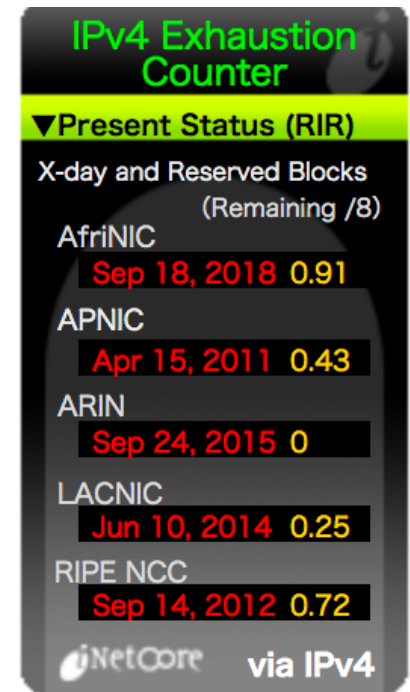 IPv4 Exhaustion
Counter
▼Present Status (RIR)
X-day and Reserved Blocks
(Remaining /8)
AfriNIC
Sep 18, 2018 0.91
APNIC
Apr 15, 2011 0.43
ARIN
Sep 24, 2015 0
LACNIC
Jun 10, 2014 0.25
RIPE NCC
Sep 14, 2012 0.72
iNetCore via IPv4